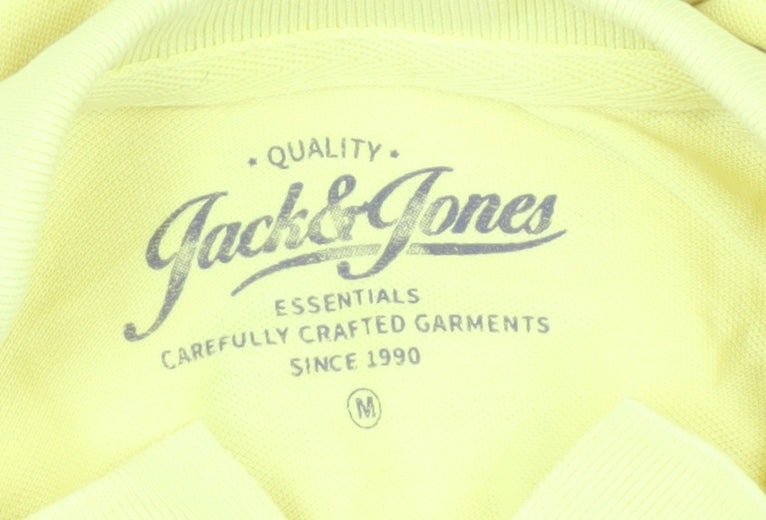 ★ QUALITY ★
Jack&Jones
ESSENTIALS
CAREFULLY CRAFTED GARMENTS
SINCE 1990
M